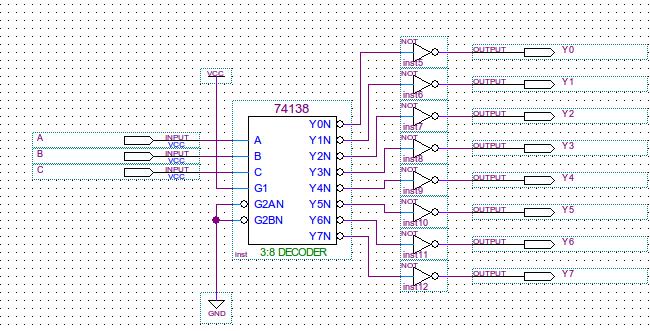 NOT
OUTPUT Y0
inst5
NOT
OUTPUT Y1
inst6
NOT
OUTPUT Y2
inst7
NOT
OUTPUT Y3
inst8
NOT
OUTPUT Y4
inst9
NOT
OUTPUT Y5
inst10
NOT
OUTPUT Y6
inst11
NOT
OUTPUT Y7
inst12
VCC
74138
A INPUT
VCC
B INPUT
VCC
C INPUT
VCC
A
B
C
G1
G2AN
G2BN
Y0N
Y1N
Y2N
Y3N
Y4N
Y5N
Y6N
Y7N
inst
3:8 DECODER
GND